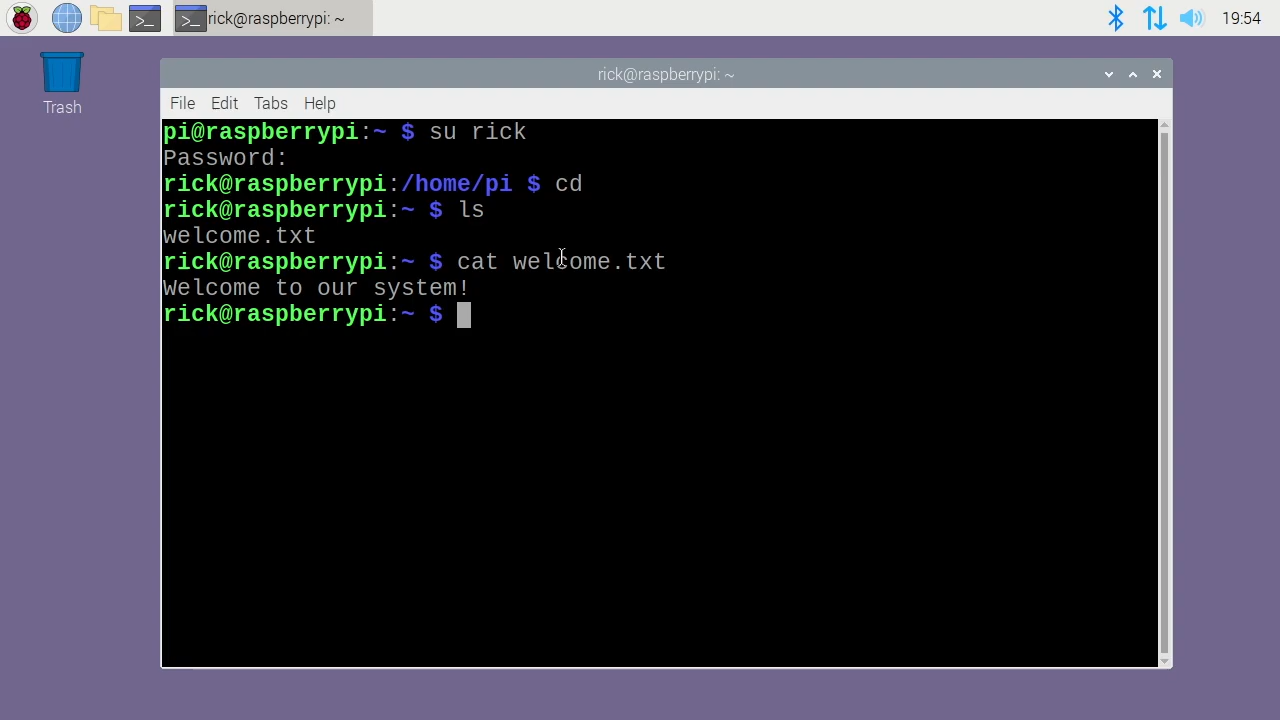 rick@raspberrypi: ~
19:54
Trash
rick@raspberrypi: ~
File Edit Tabs Help
pi@raspberrypi:~ $ su rick
Password:
rick@raspberrypi:/home/pi $ cd
rick@raspberrypi:~ $ ls
welcome.txt
rick@raspberrypi:~ $ cat welcome.txt
Welcome to our system!
rick@raspberrypi:~ $